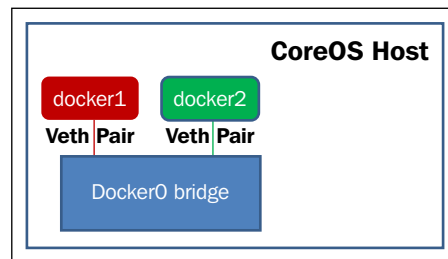 CoreOS Host
docker1 docker2
Veth Pair Veth Pair
Docker0 bridge